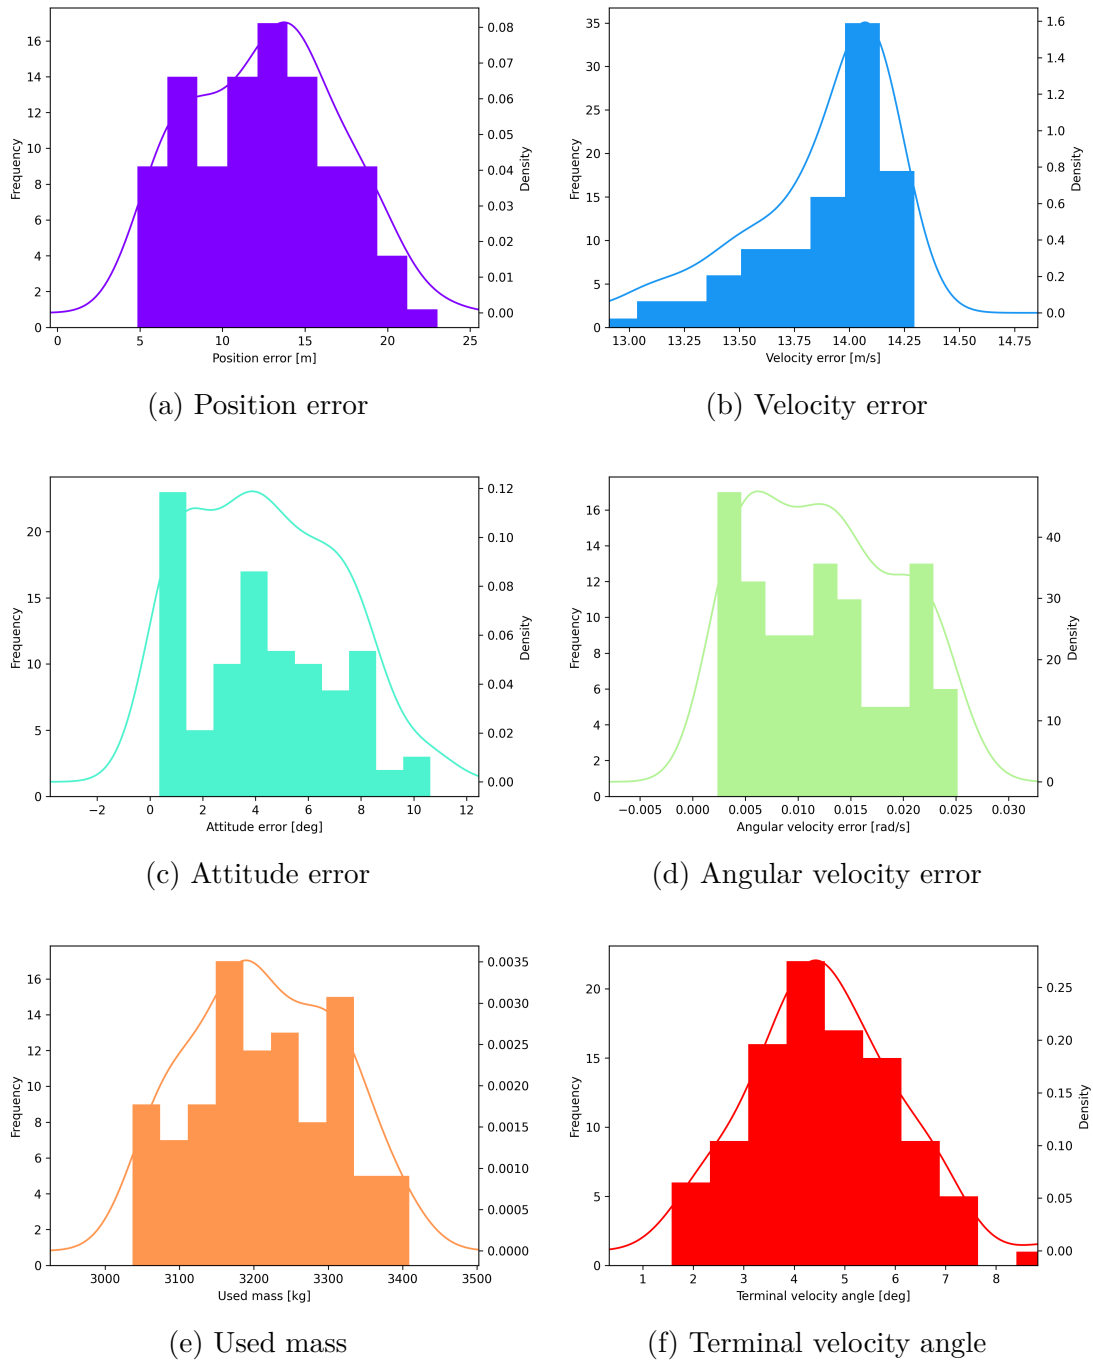 16
14
12
10
8
6
4
2
0
Frequency
0.08
0.07
0.06
0.05
0.04
0.03
0.02
0.01
0.00
Density
0 5 10 15 20 25
Position error [m]
(a) Position error
35
30
25
20
15
10
5
0
Frequency
1.6
1.4
1.2
1.0
0.8
0.6
0.4
0.2
0.0
Density
13.00 13.25 13.50 13.75 14.00 14.25 14.50 14.75
Velocity error [m/s]
(b) Velocity error
20
15
10
5
0
Frequency
0.12
0.10
0.08
0.06
0.04
0.02
0.00
Density
−2 0 2 4 6 8 10 12
Attitude error [deg]
(c) Attitude error
16
14
12
10
8
6
4
2
0
Frequency
40
30
20
10
0
Density
−0.005 0.000 0.005 0.010 0.015 0.020 0.025 0.030
Angular velocity error [rad/s]
(d) Angular velocity error
16
14
12
10
8
6
4
2
0
Frequency
0.0035
0.0030
0.0025
0.0020
0.0015
0.0010
0.0005
0.0000
Density
3000 3100 3200 3300 3400 3500
Used mass [kg]
(e) Used mass
20
15
10
5
0
Frequency
0.25
0.20
0.15
0.10
0.05
0.00
Density
1 2 3 4 5 6 7 8
Terminal velocity angle [deg]
(f) Terminal velocity angle